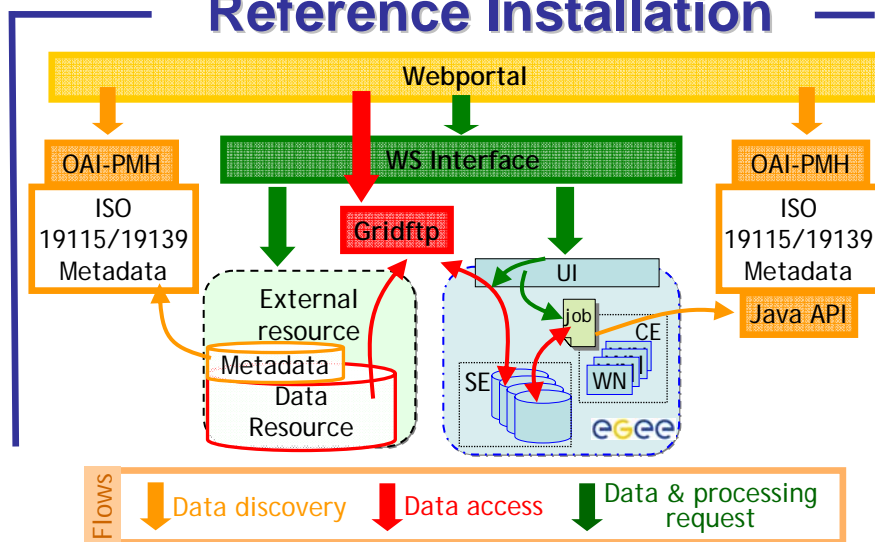 Reference Installation
Webportal
OAI-PMH
ISO
19115/19139
Metadata
WS Interface
Gridftp
OAI-PMH
ISO
19115/19139
Metadata
Java API
External
resource
Metadata
Data
Resource
UI
job
CE
WN
SE
egee
Flows
Data discovery
Data access
Data & processing
request